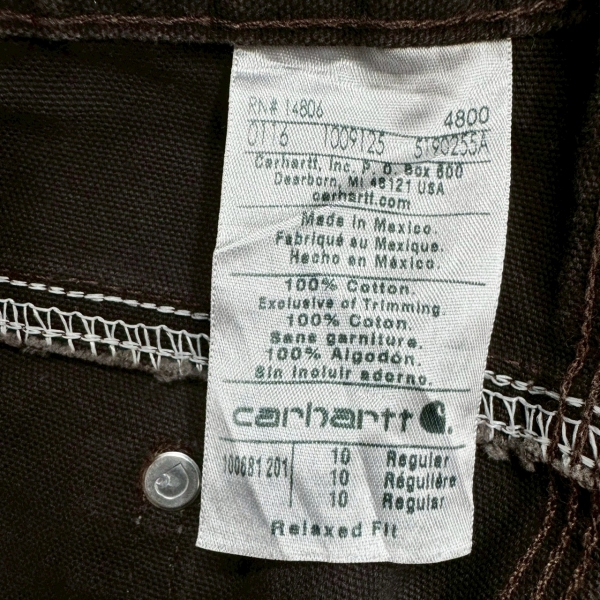 RN# 14806 4800
0116 1009125 S190255A
Carhartt, Inc. P. O. Box 600
Dearborn, MI 48121 USA
carhartt.com
Made in Mexico.
Fabriqué au Mexique.
Hecho en México.
100% Cotton.
Exclusive of Trimming.
100% Coton.
Sans garniture.
100% Algodon.
Sin incluir adorno.
carhartt
100681 201 10 Regular
10 Régulière
10 Regular
Relaxed Fit